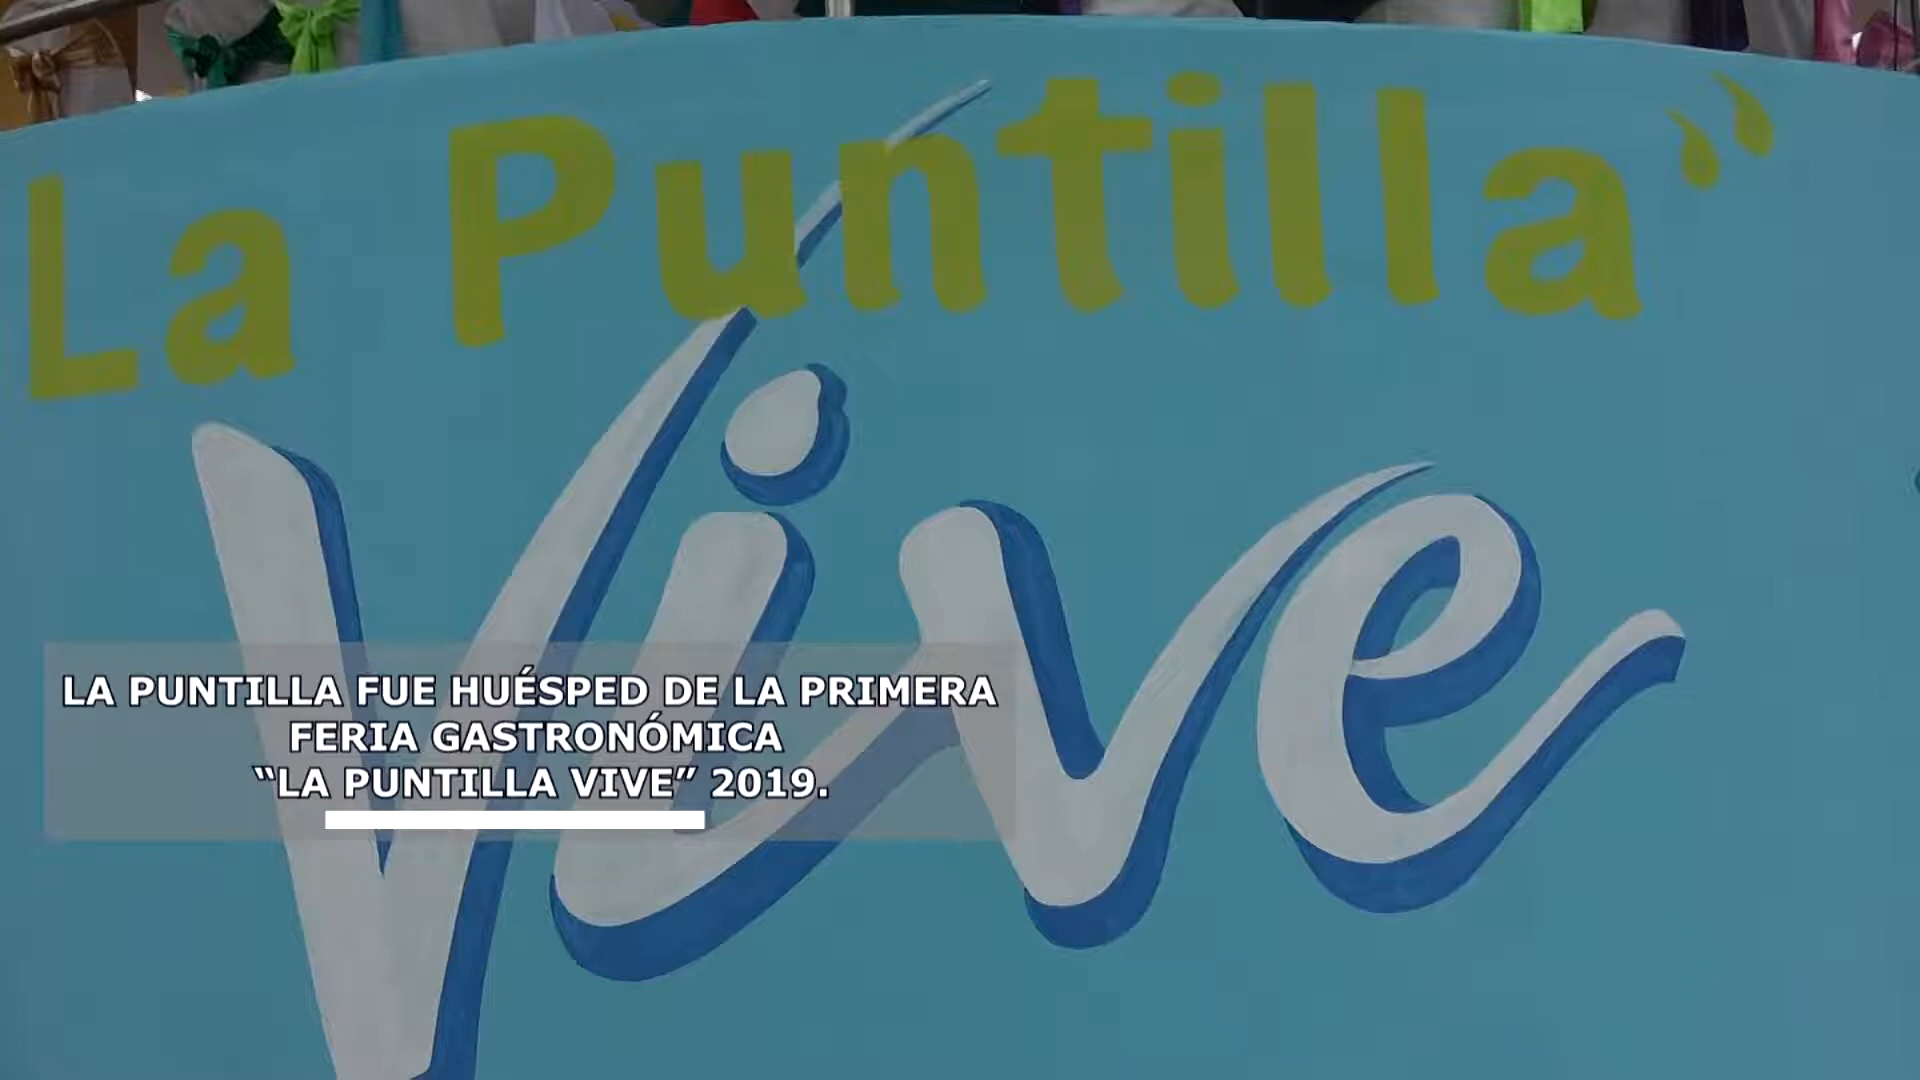 La Puntilla”
Vive
LA PUNTILLA FUE HUÉSPED DE LA PRIMERA
FERIA GASTRONÓMICA
“LA PUNTILLA VIVE” 2019.